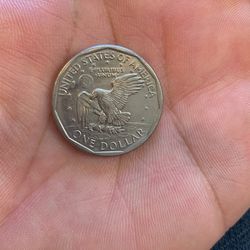 UNITED STATES OF AMERICA
E PLURIBUS
UNUM
ONE DOLLAR